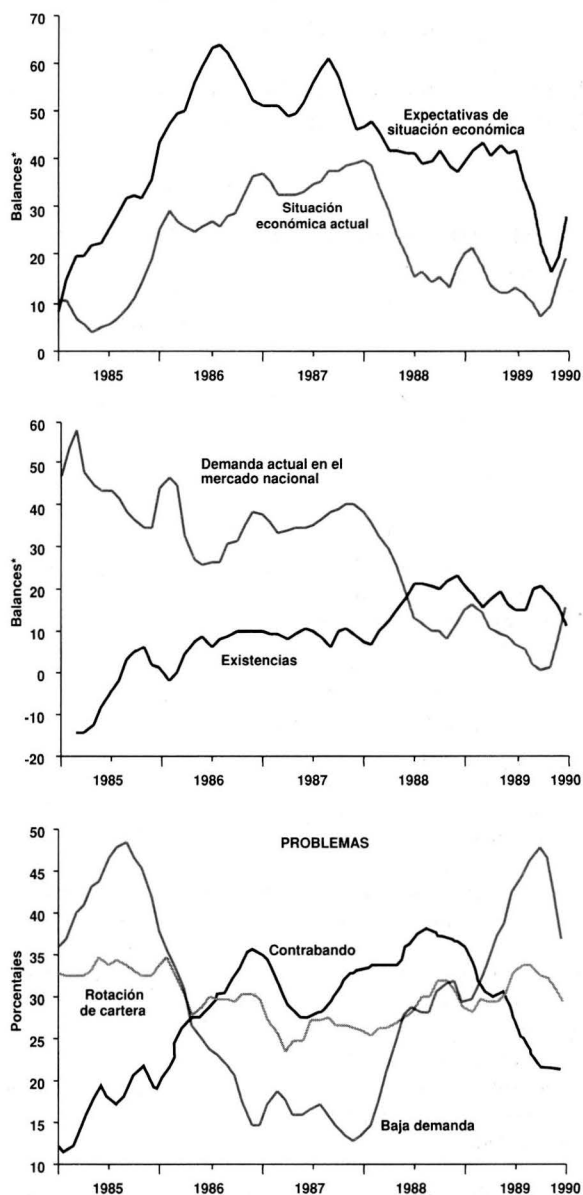 70
60
50
40
30
20
10
0
Balances*
Expectativas de
situación económica
Situación
económica actual
1985 1986 1987 1988 1989 1990
60
50
40
30
20
10
0
-10
-20
Balances*
Demanda actual en el
mercado nacional
Existencias
1985 1986 1987 1988 1989 1990
PROBLEMAS
50
45
40
35
30
25
20
15
10
Porcentajes
Contrabando
Rotación
de cartera
Baja demanda
1985 1986 1987 1988 1989 1990